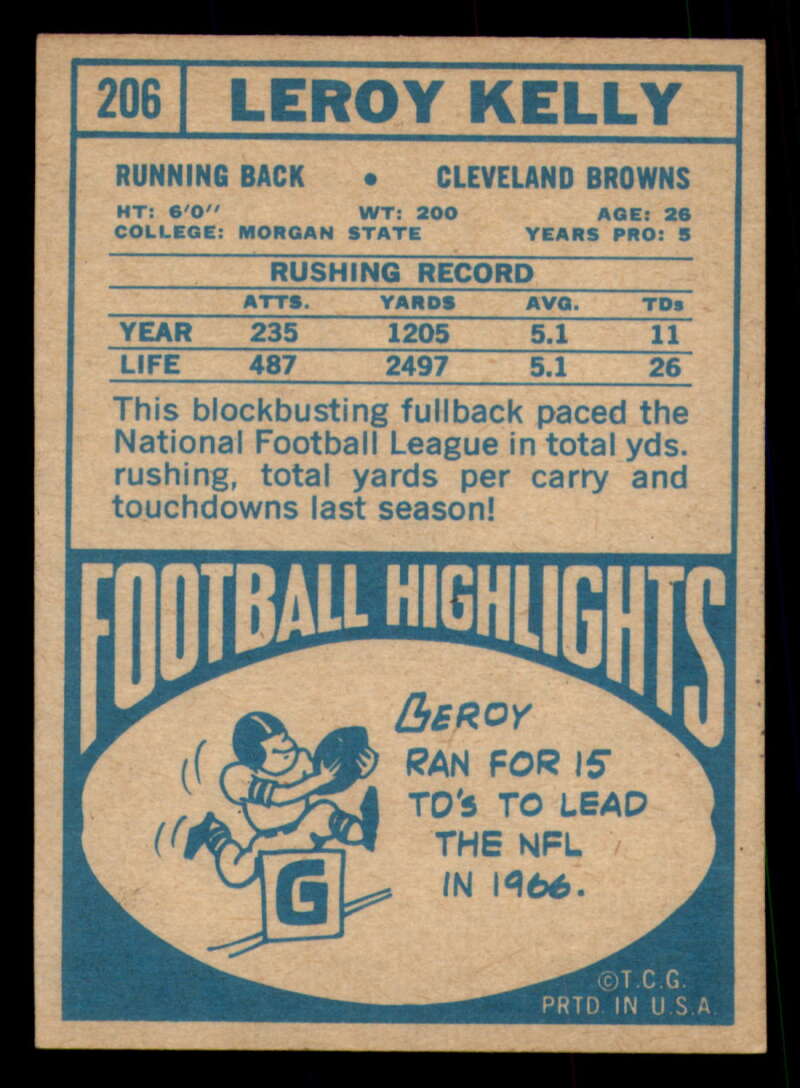 206 LEROY KELLY
RUNNING BACK • CLEVELAND BROWNS
HT: 6'0" WT: 200 AGE: 26
COLLEGE: MORGAN STATE YEARS PRO: 5
RUSHING RECORD
ATTS. YARDS AVG. TDs
YEAR 235 1205 5.1 11
LIFE 487 2497 5.1 26
This blockbusting fullback paced the
National Football League in total yds.
rushing, total yards per carry and
touchdowns last season!
FOOTBALL HIGHLIGHTS
LEROY
RAN FOR 15
TD'S TO LEAD
THE NFL
IN 1966.
G
©T.C.G.
PRTD. IN U.S.A.